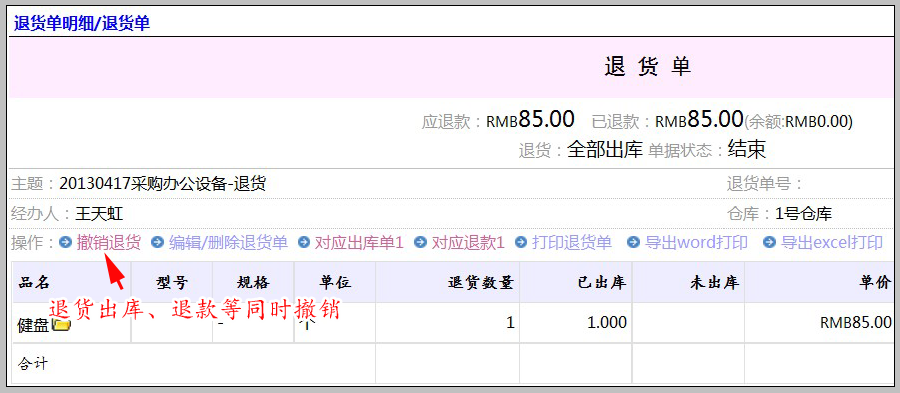 退货单明细/退货单
退 货 单
应退款：RMB85.00 已退款：RMB85.00(余额:RMB0.00)
退货：全部出库 单据状态：结束
主题：20130417采购办公设备-退货 退货单号：
经办人：王天虹 仓库：1号仓库
操作： 撤销退货 编辑/删除退货单 对应出库单1 对应退款1 打印退货单 导出word打印 导出excel打印
品名 型号 规格 单位 退货数量 已出库 未出库 单价
退货出库、退款等同时撤销
健盘 - 个 1 1.000 RMB85.00
合计